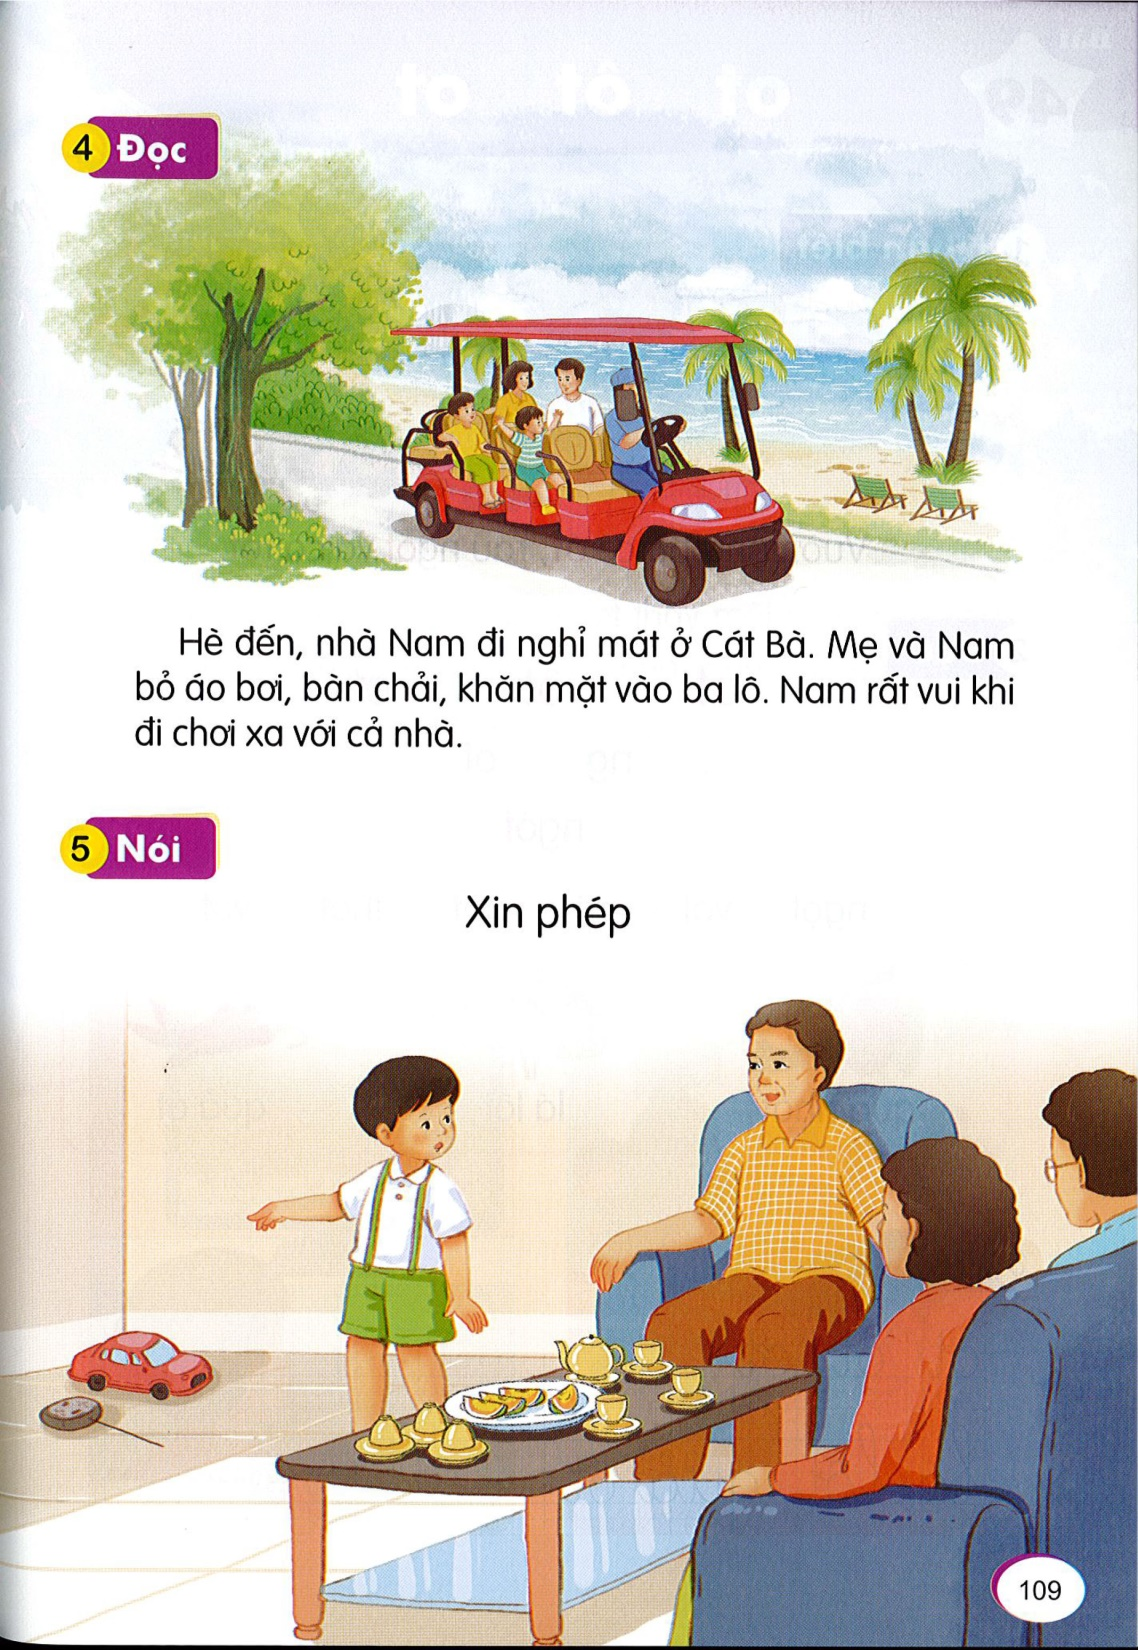 4 Đọc
Hè đến, nhà Nam đi nghỉ mát ở Cát Bà. Mẹ và Nam
bỏ áo bơi, bàn chải, khăn mặt vào ba lô. Nam rất vui khi
đi chơi xa với cả nhà.
5 Nói
Xin phép
109